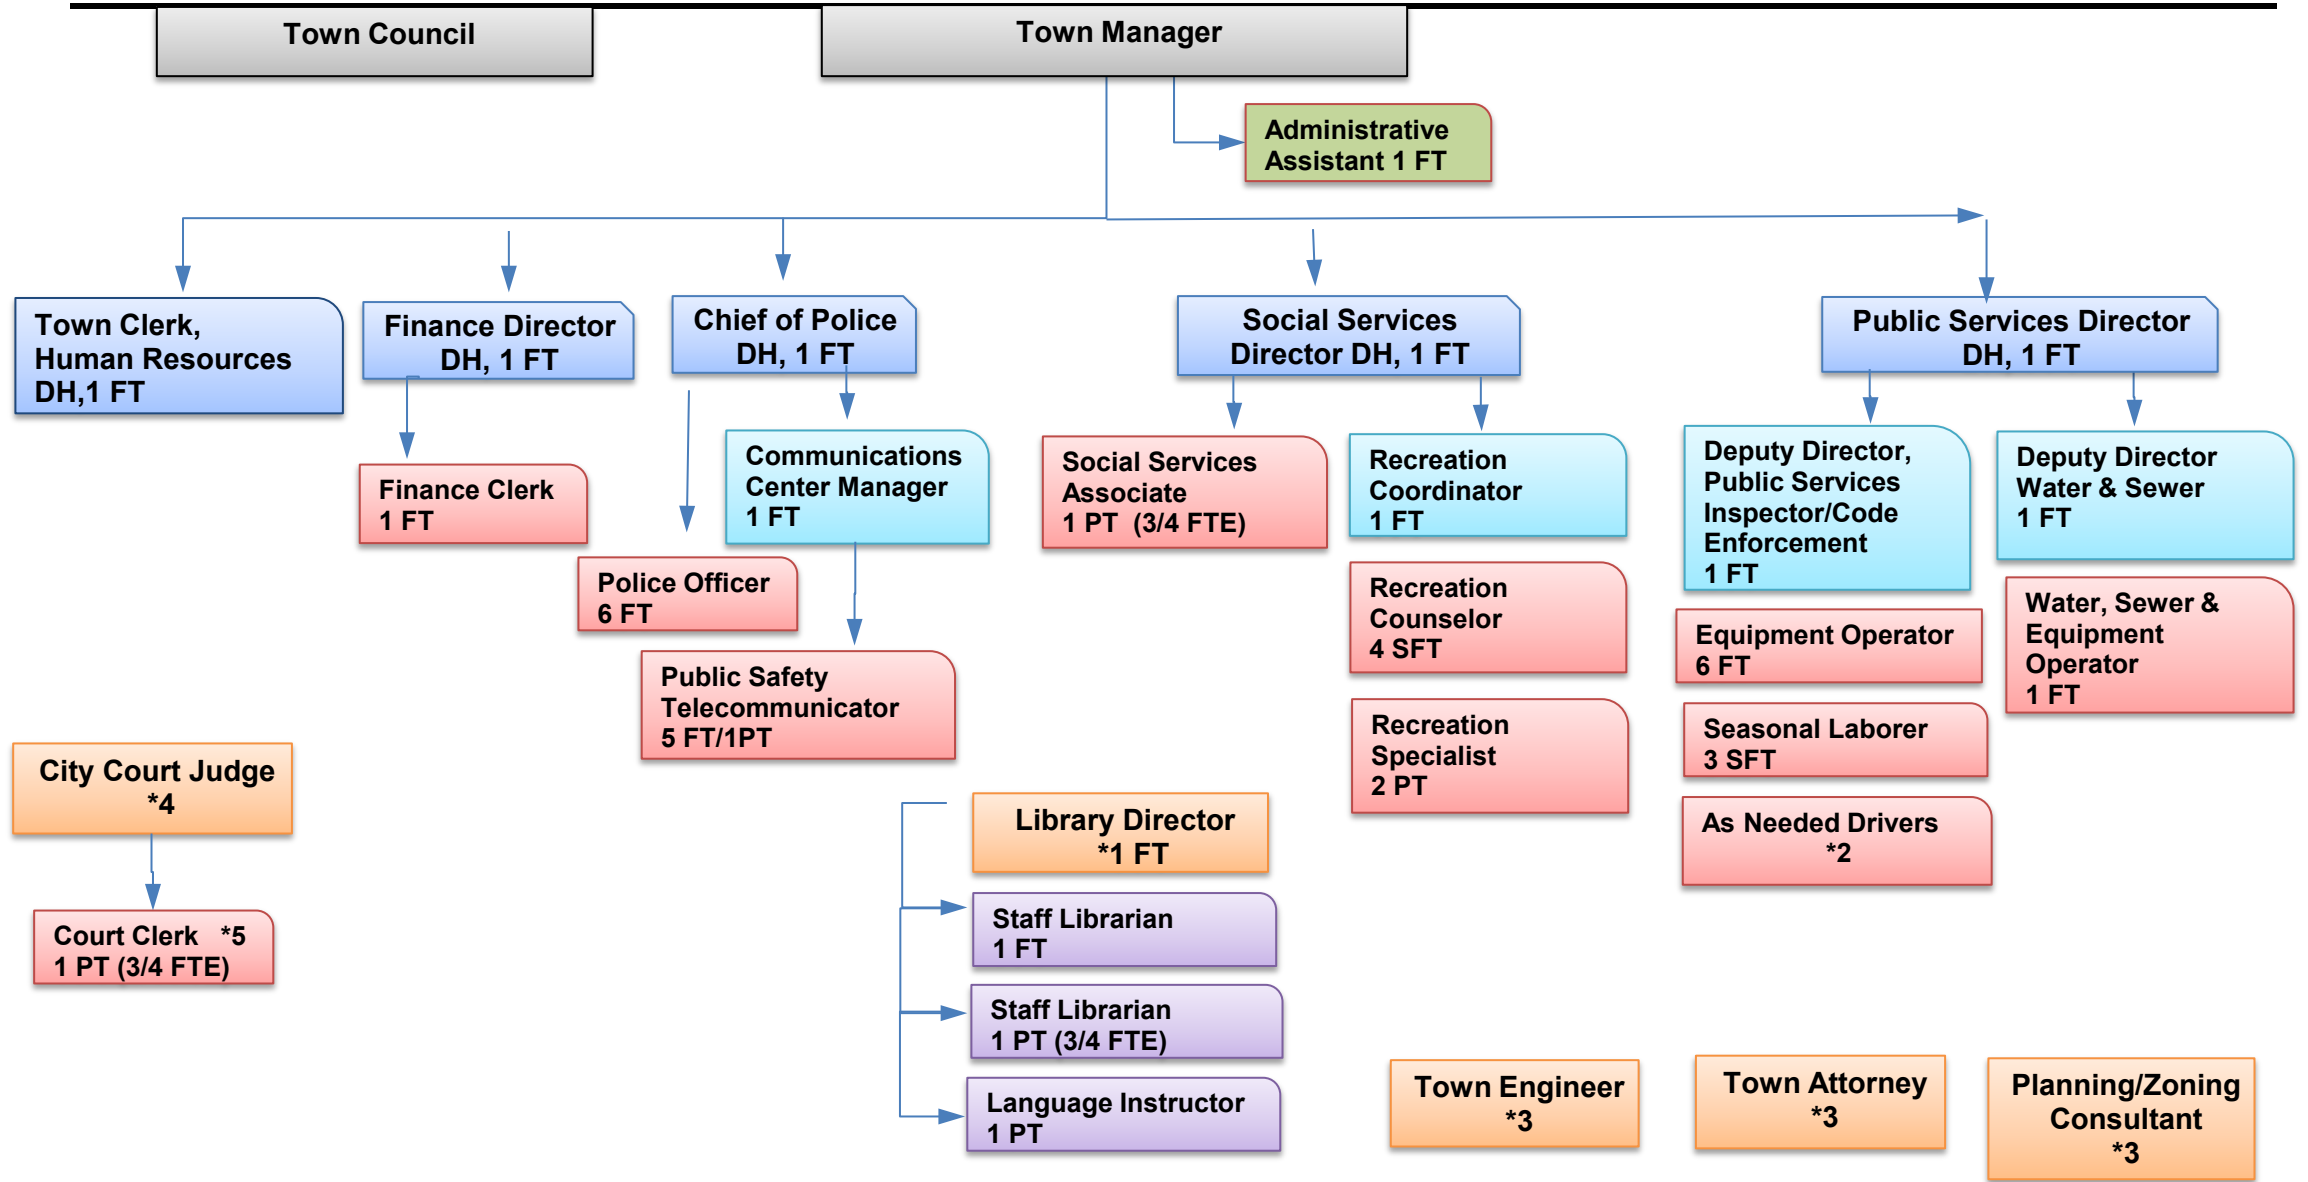 Town Council
Town Manager
Administrative
Assistant 1 FT
Town Clerk,
Human Resources
DH,1 FT
Finance Director
DH, 1 FT
Chief of Police
DH, 1 FT
Social Services
Director DH, 1 FT
Public Services Director
DH, 1 FT
Finance Clerk
1 FT
Communications
Center Manager
1 FT
Police Officer
6 FT
Public Safety
Telecommunicator
5 FT/1PT
Social Services
Associate
1 PT  (3/4 FTE)
Recreation
Coordinator
1 FT
Recreation
Counselor
4 SFT
Recreation
Specialist
2 PT
Deputy Director,
Public Services
Inspector/Code
Enforcement
1 FT
Deputy Director
Water & Sewer
1 FT
Equipment Operator
6 FT
Water, Sewer &
Equipment
Operator
1 FT
Seasonal Laborer
3 SFT
As Needed Drivers
*2
City Court Judge
*4
Court Clerk   *5
1 PT (3/4 FTE)
Library Director
*1 FT
Staff Librarian
1 FT
Staff Librarian
1 PT (3/4 FTE)
Language Instructor
1 PT
Town Engineer
*3
Town Attorney
*3
Planning/Zoning
Consultant
*3